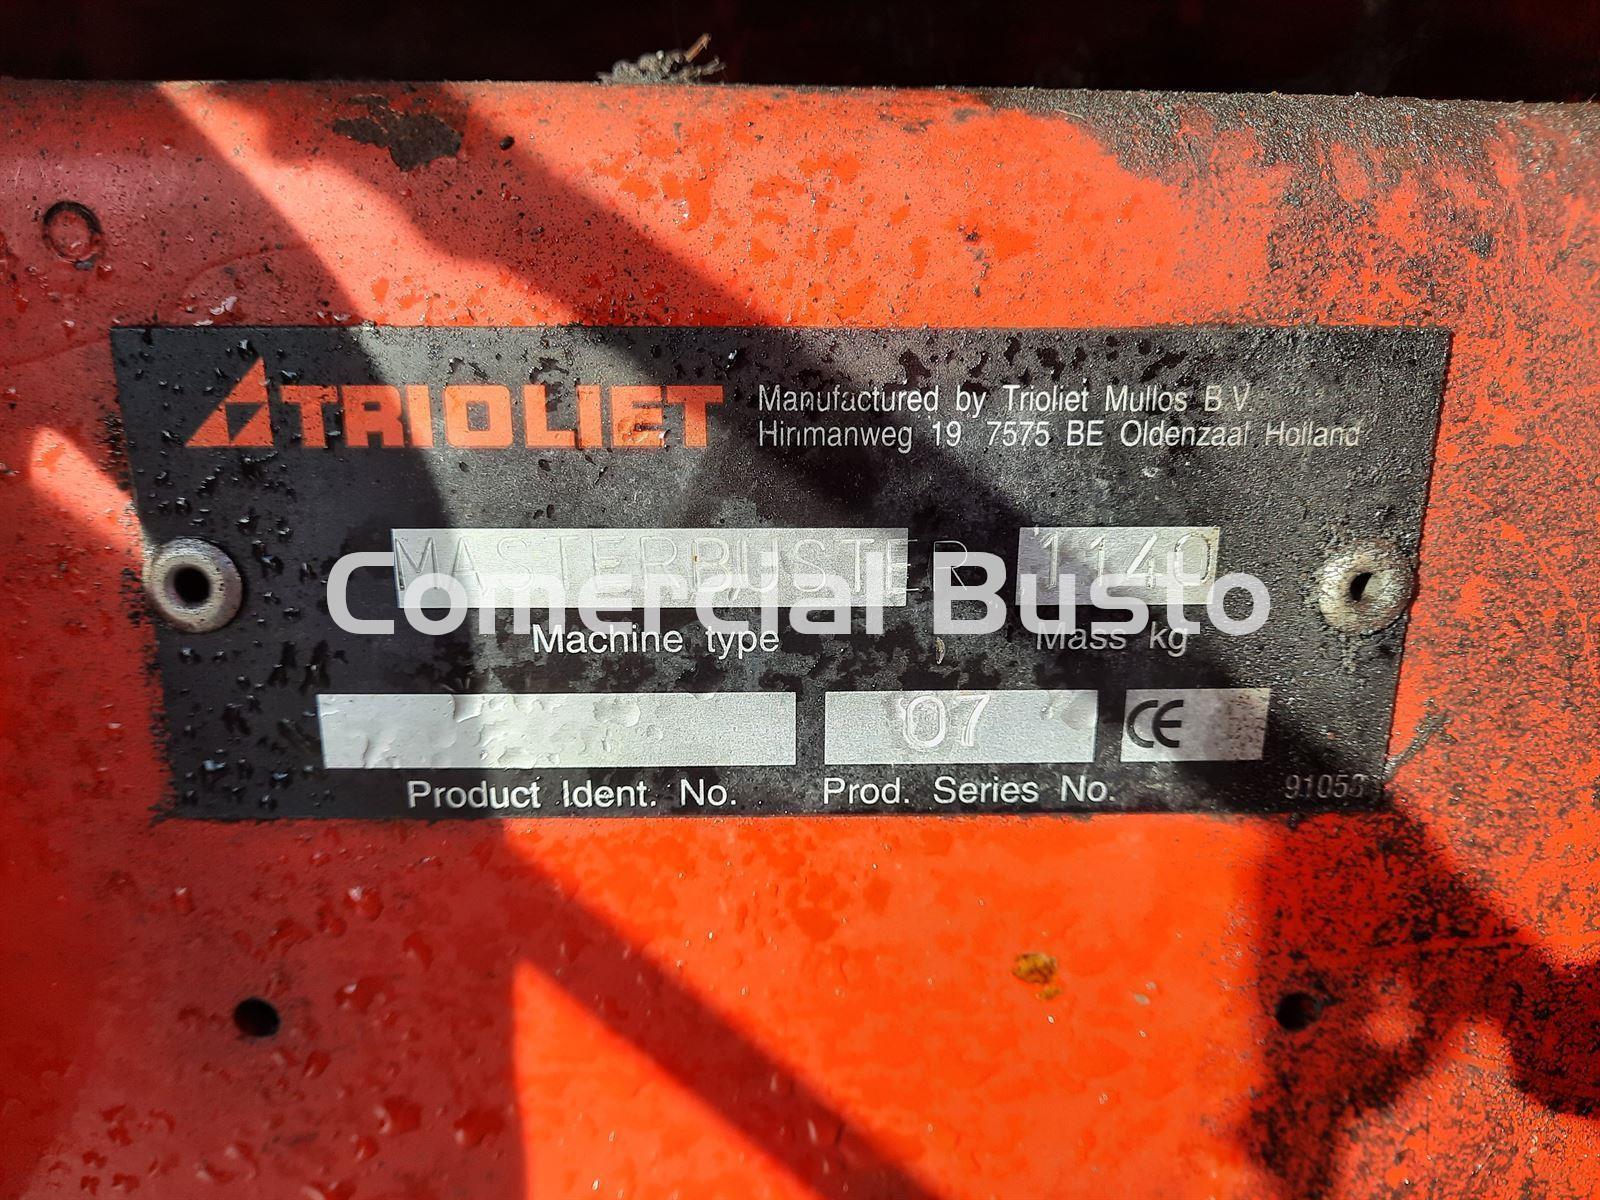 TRIOLIET
Manufactured by Trioliet Mullos B.V.
Hinmanweg 19 7575 BE Oldenzaal Holland
MASTERBUSTER 1140
Comercial Busto
Machine type Mass kg
07 CE
Product Ident. No. Prod. Series No.
91053